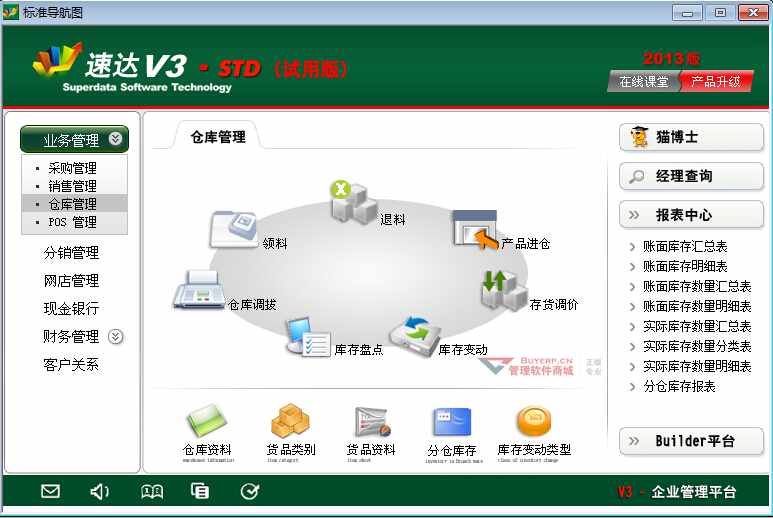 标准导航图
速达V3 - STD（试用版）
Superdata Software Technology
2013版
在线课堂 产品升级
业务管理
采购管理
销售管理
仓库管理
POS 管理
分销管理
网店管理
现金银行
财务管理
客户关系
仓库管理
退料
领料
产品进仓
仓库调拔
存货调价
库存盘点
库存变动
BUYERP.CN
管理软件商城
正版
专业
仓库资料
货品类别
货品资料
分仓库存
库存变动类型
warehouse information
猫博士
经理查询
报表中心
账面库存汇总表
账面库存明细表
账面库存数量汇总表
账面库存数量明细表
实际库存数量汇总表
实际库存数量分类表
实际库存数量明细表
分仓库存报表
Builder平台
V3 - 企业管理平台